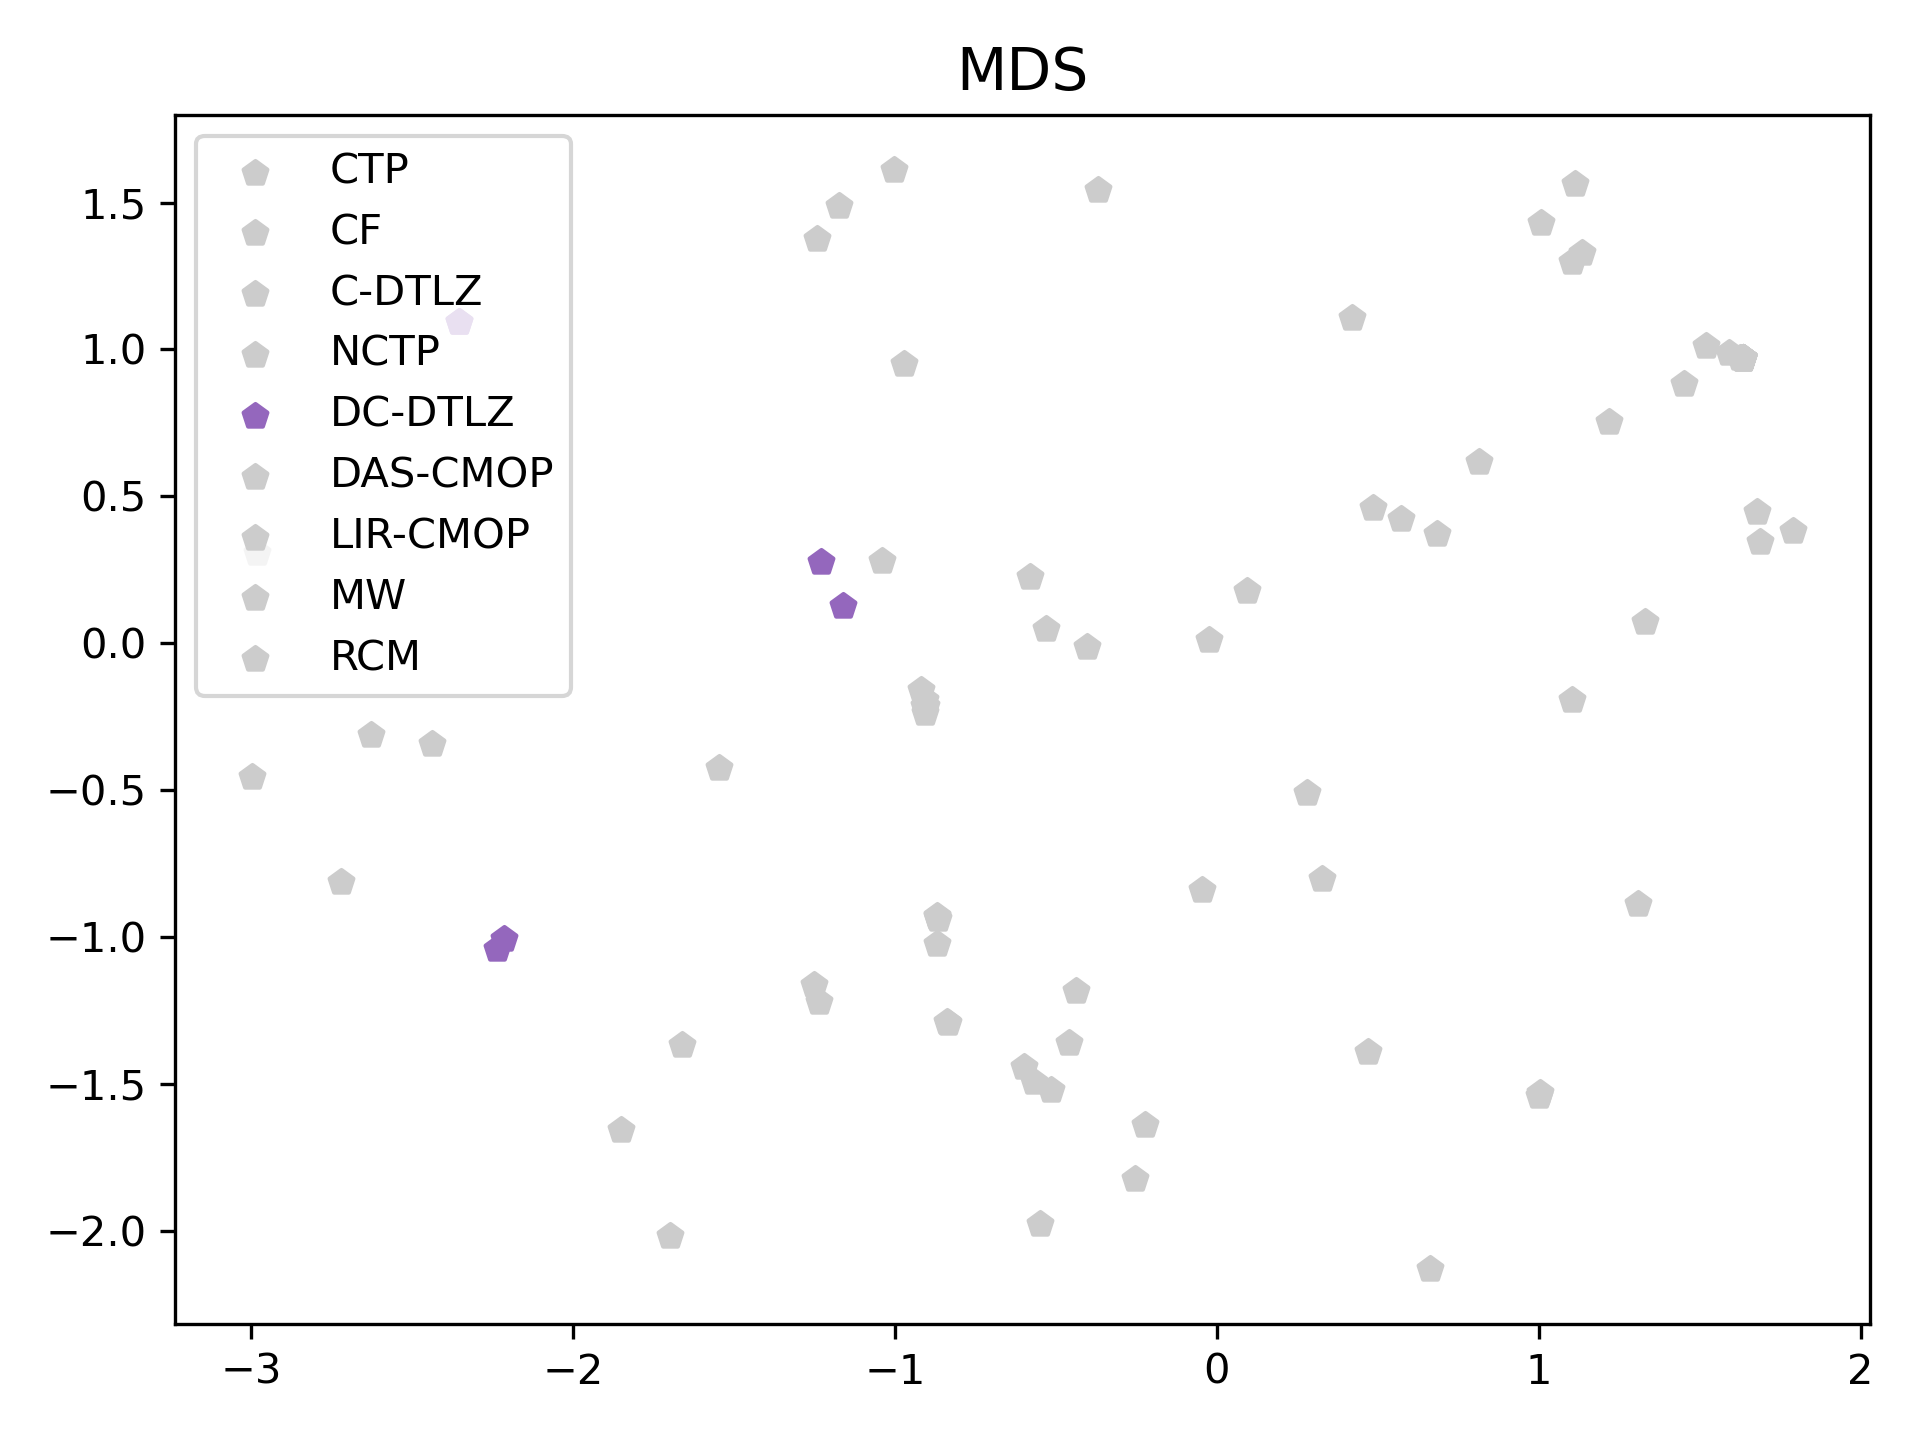 MDS
CTP
CF
C-DTLZ
NCTP
DC-DTLZ
DAS-CMOP
LIR-CMOP
MW
RCM
1.5
1.0
0.5
0.0
−0.5
−1.0
−1.5
−2.0
−3 −2 −1 0 1 2